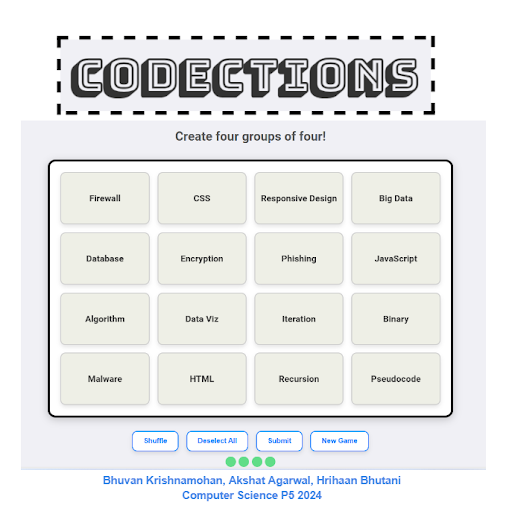 CODECTIONS
Create four groups of four!
Firewall CSS Responsive Design Big Data
Database Encryption Phishing JavaScript
Algorithm Data Viz Iteration Binary
Malware HTML Recursion Pseudocode
Shuffle Deselect All Submit New Game
Bhuvan Krishnamohan, Akshat Agarwal, Hrihaan Bhutani
Computer Science P5 2024